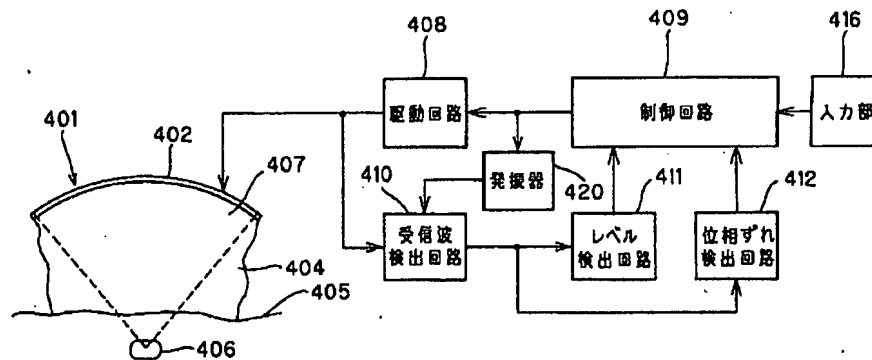 408
409
416
401
402
駆動回路
制御回路
入力部
407
410
発振器
420
411
412
受信波
検出回路
レベル
検出回路
位相ずれ
検出回路
404
405
406